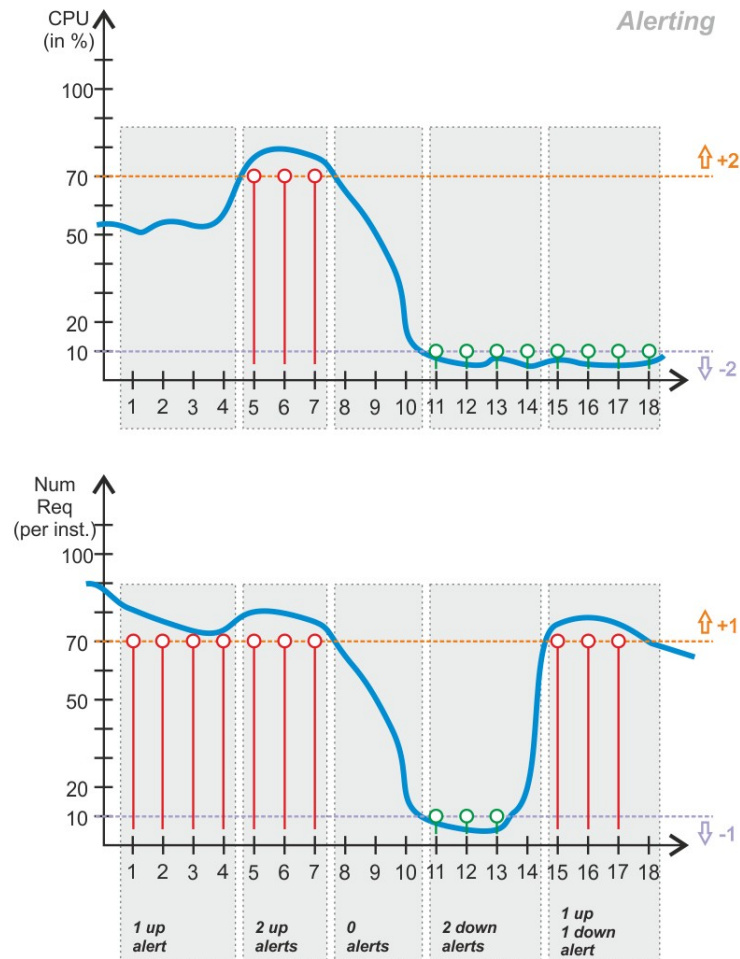 Alerting
CPU
(in %)
100
70
50
20
10
+2
-2
1 2 3 4 5 6 7 8 9 10 11 12 13 14 15 16 17 18
Num
Req
(per inst.)
100
70
50
20
10
+1
-1
1 2 3 4 5 6 7 8 9 10 11 12 13 14 15 16 17 18
1 up
alert
2 up
alerts
0
alerts
2 down
alerts
1 up
1 down
alert